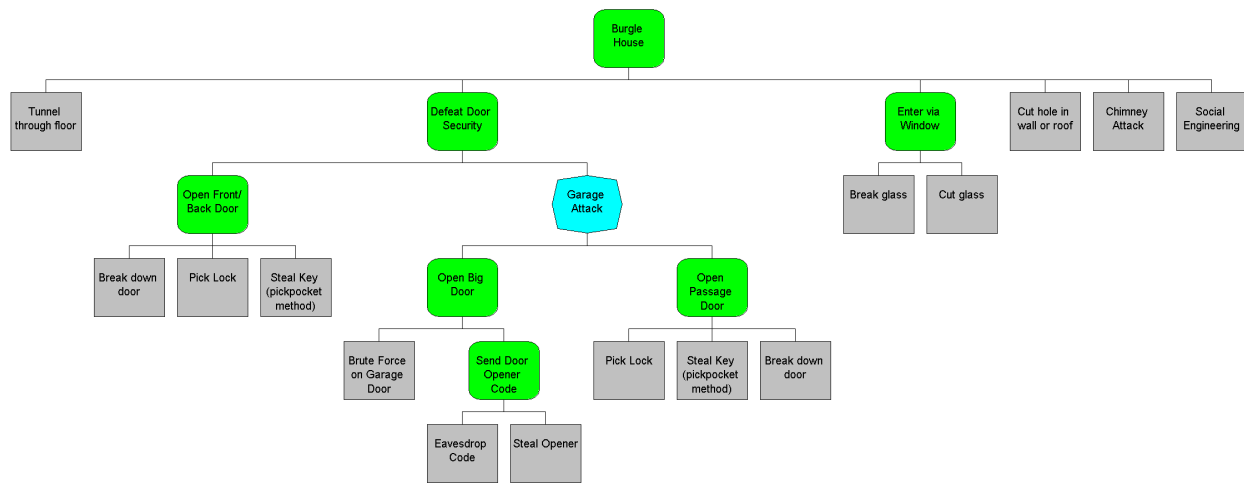 Burgle
House
Tunnel
through floor
Defeat Door
Security
Enter via
Window
Cut hole in
wall or roof
Chimney
Attack
Social
Engineering
Open Front/
Back Door
Garage
Attack
Break glass
Cut glass
Break down
door
Pick Lock
Steal Key
(pickpocket
method)
Open Big
Door
Open
Passage
Door
Brute Force
on Garage
Door
Send Door
Opener
Code
Pick Lock
Steal Key
(pickpocket
method)
Break down
door
Eavesdrop
Code
Steal Opener